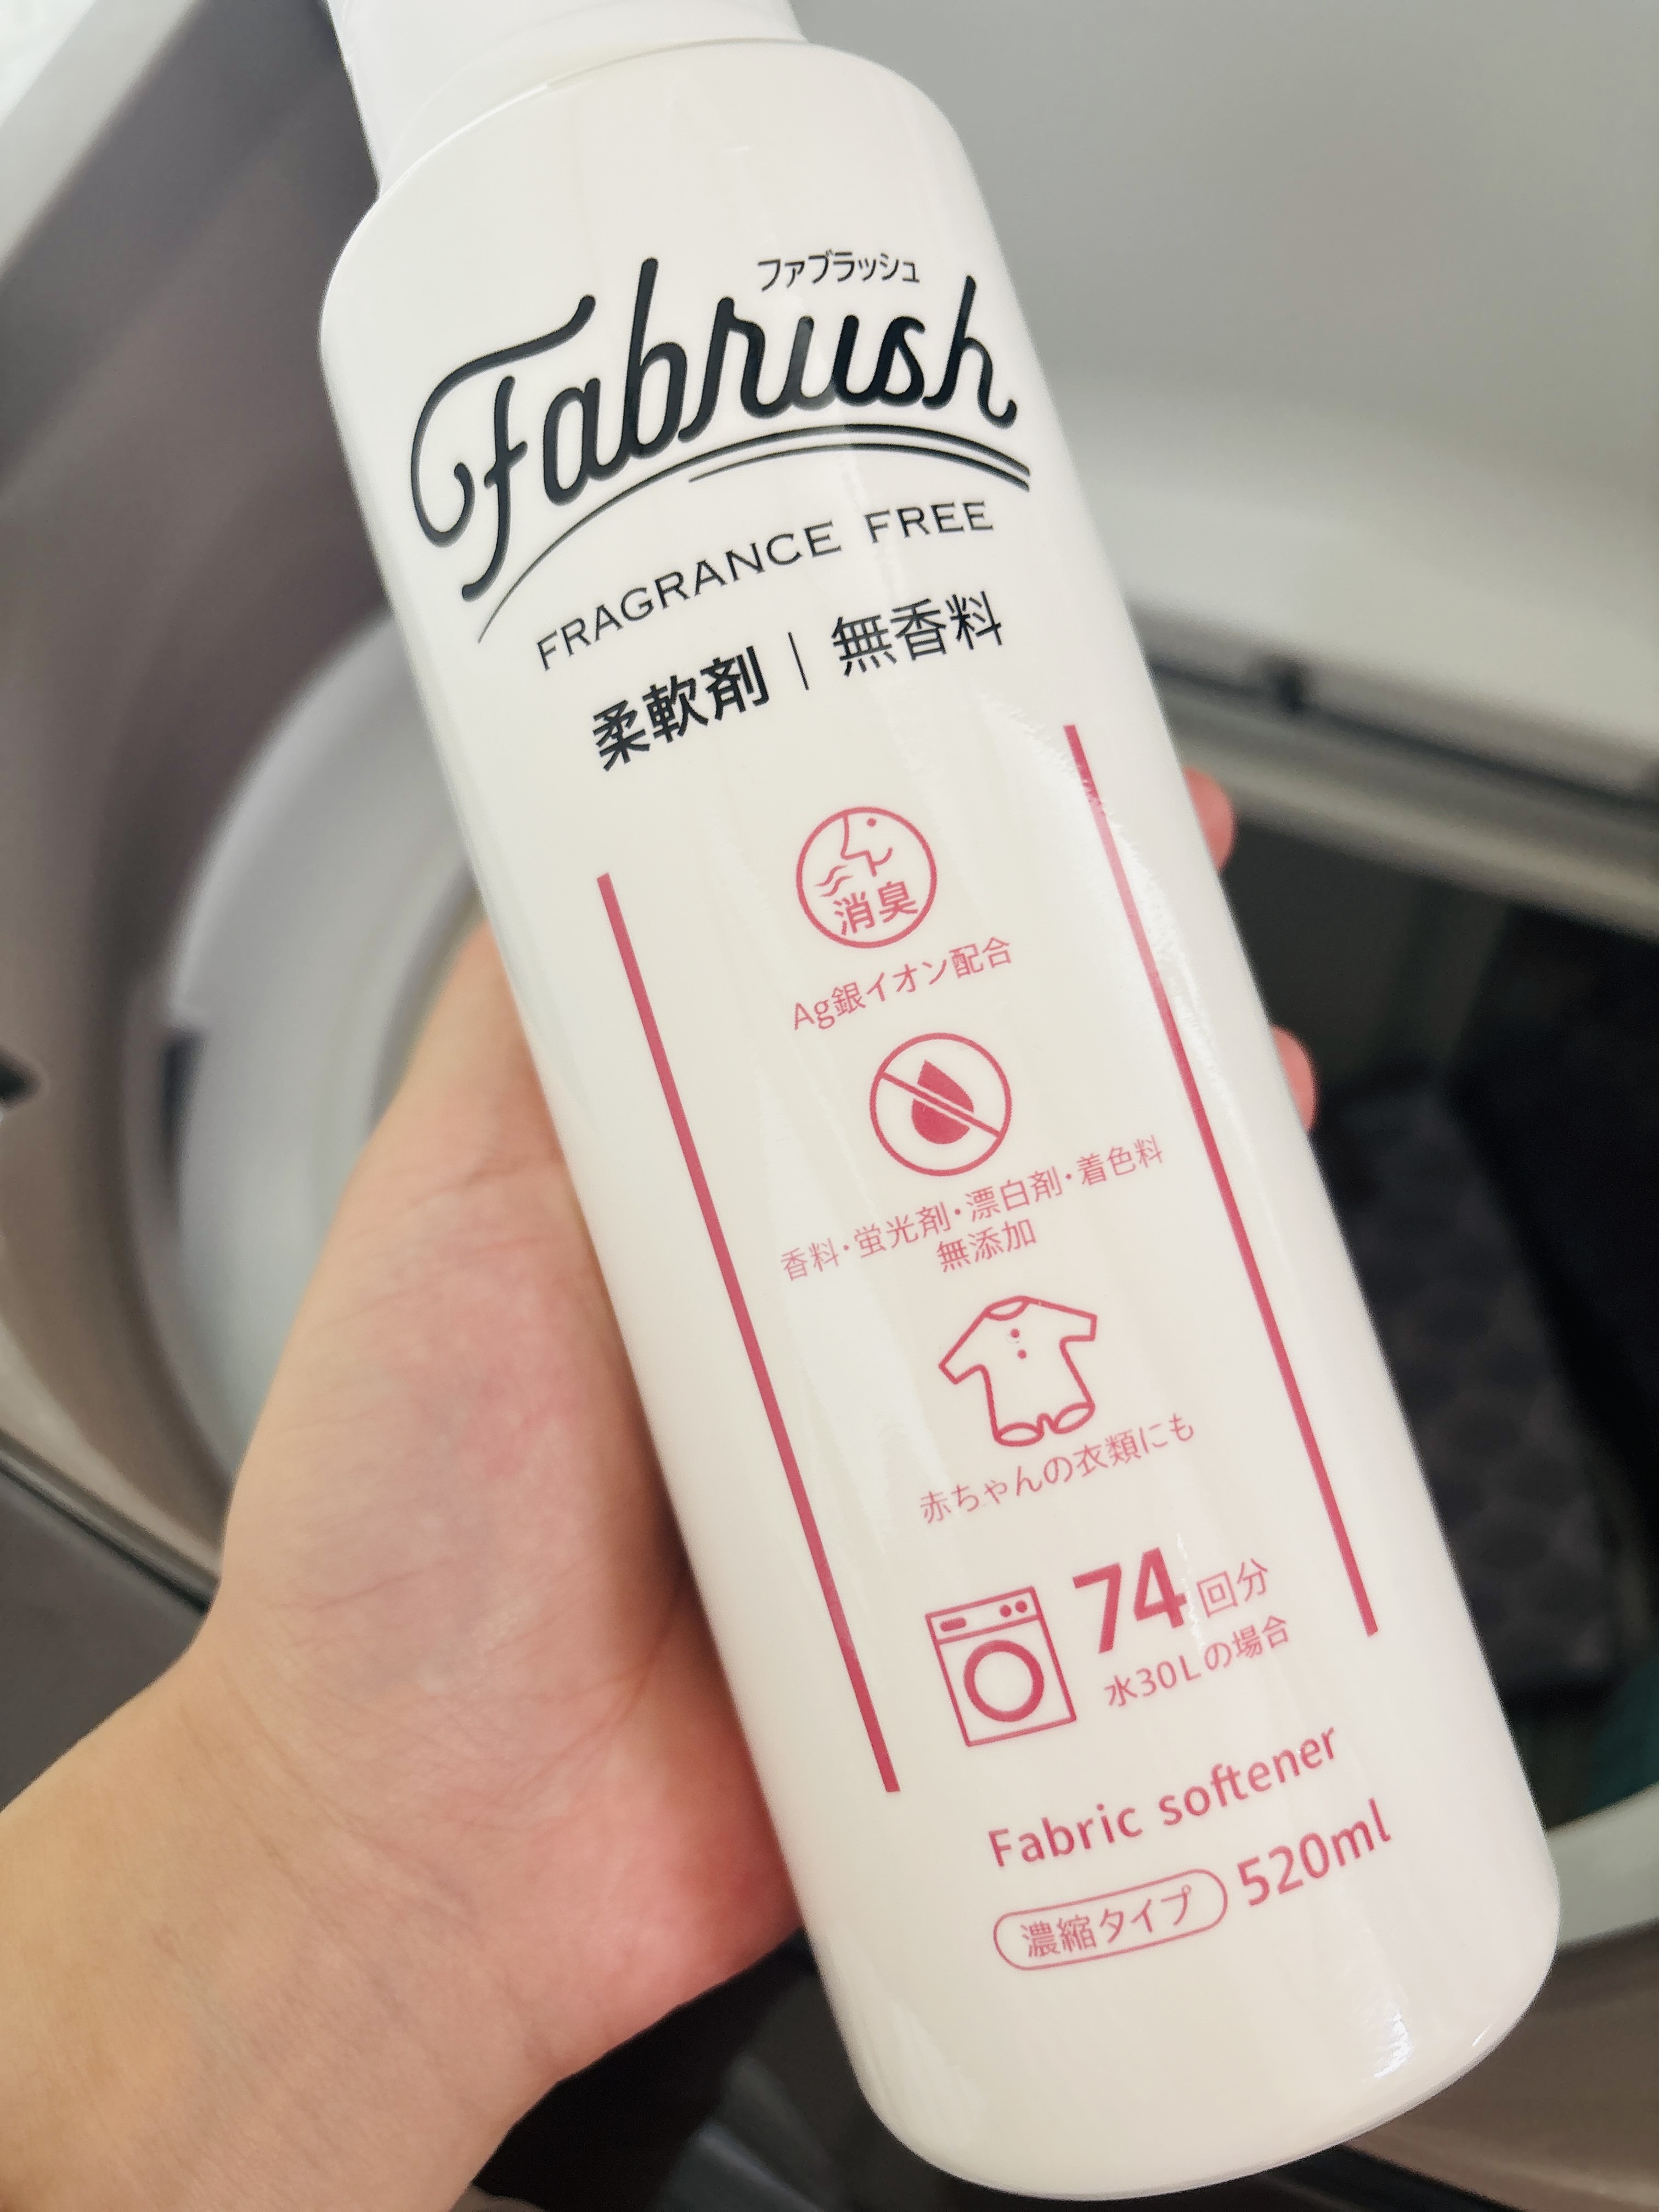 ファブラッシュ
Fabrush
FRAGRANCE FREE
柔軟剤|無香料
消臭
Ag銀イオン配合
香料・蛍光剤・漂白剤・着色料
無添加
赤ちゃんの衣類にも
74回分
水30Lの場合
Fabric softener
濃縮タイプ 520ml